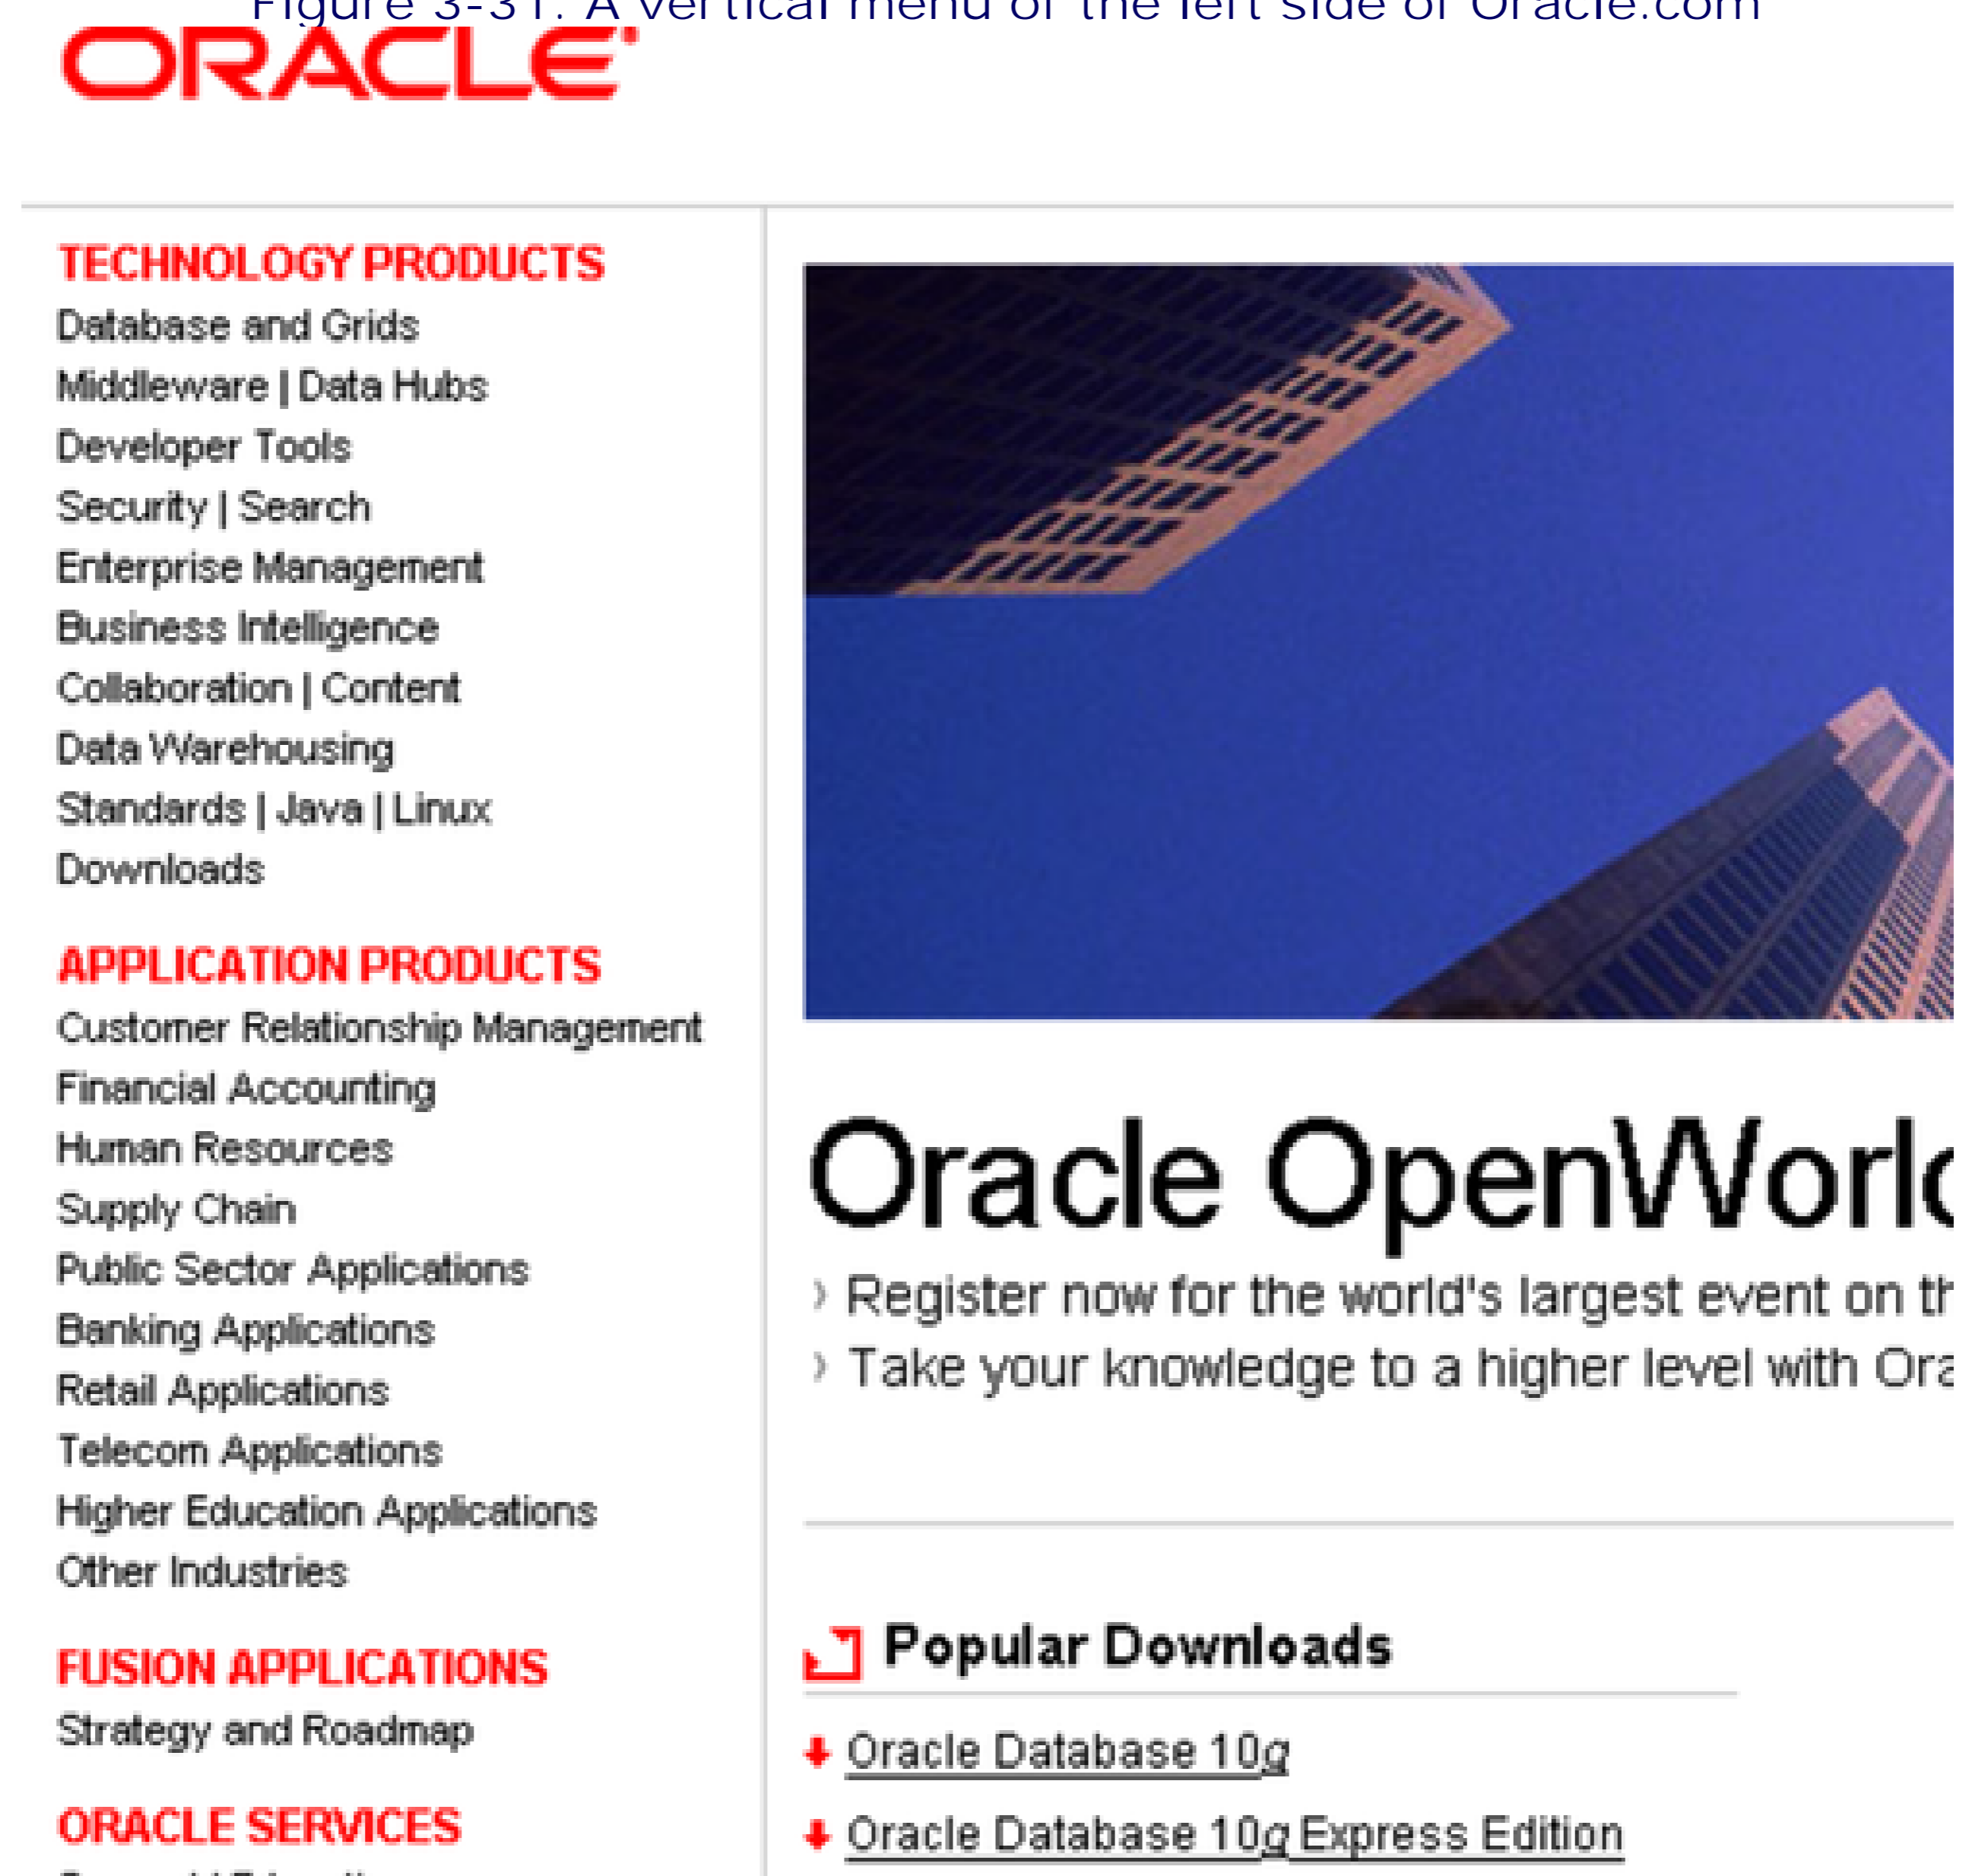 Figure 3-31. A vertical menu of the left side of Oracle.com
ORACLE
TECHNOLOGY PRODUCTS
Database and Grids
Middleware | Data Hubs
Developer Tools
Security | Search
Enterprise Management
Business Intelligence
Collaboration | Content
Data Warehousing
Standards | Java | Linux
Downloads
APPLICATION PRODUCTS
Customer Relationship Management
Financial Accounting
Human Resources
Supply Chain
Public Sector Applications
Banking Applications
Retail Applications
Telecom Applications
Higher Education Applications
Other Industries
FUSION APPLICATIONS
Strategy and Roadmap
ORACLE SERVICES
Oracle OpenWorl
Register now for the world's largest event on th
Take your knowledge to a higher level with Ora
Popular Downloads
Oracle Database 10g
Oracle Database 10g Express Edition